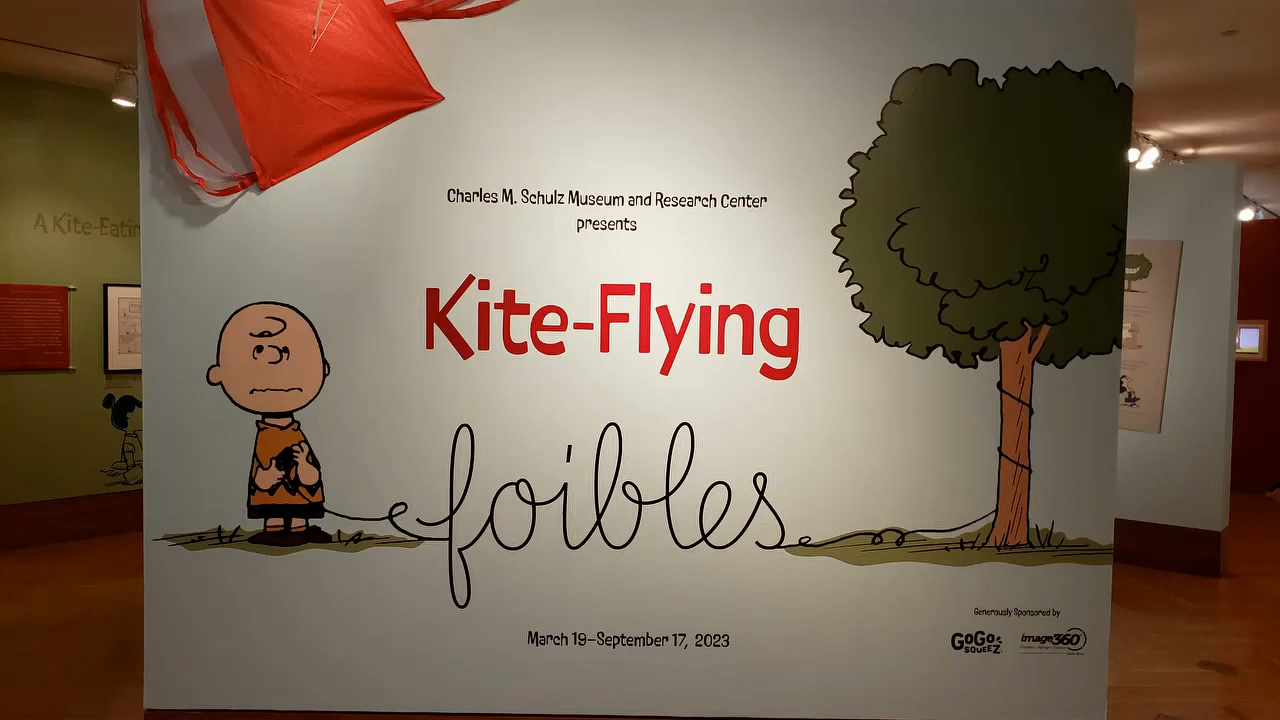 Charles M. Schulz Museum and Research Center
presents
Kite-Flying
foibles
March 19–September 17, 2023
Generously Sponsored by
GoGo
SQUEEZ
image360
A Kite-Eatin